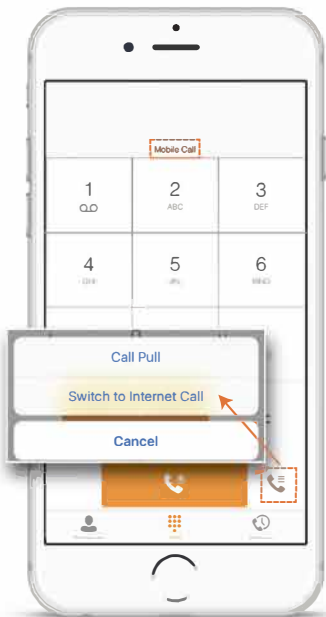 Mobile Call
1
2
ABC
3
DEF
4
5
6
Call Pull
Switch to Internet Call
Cancel